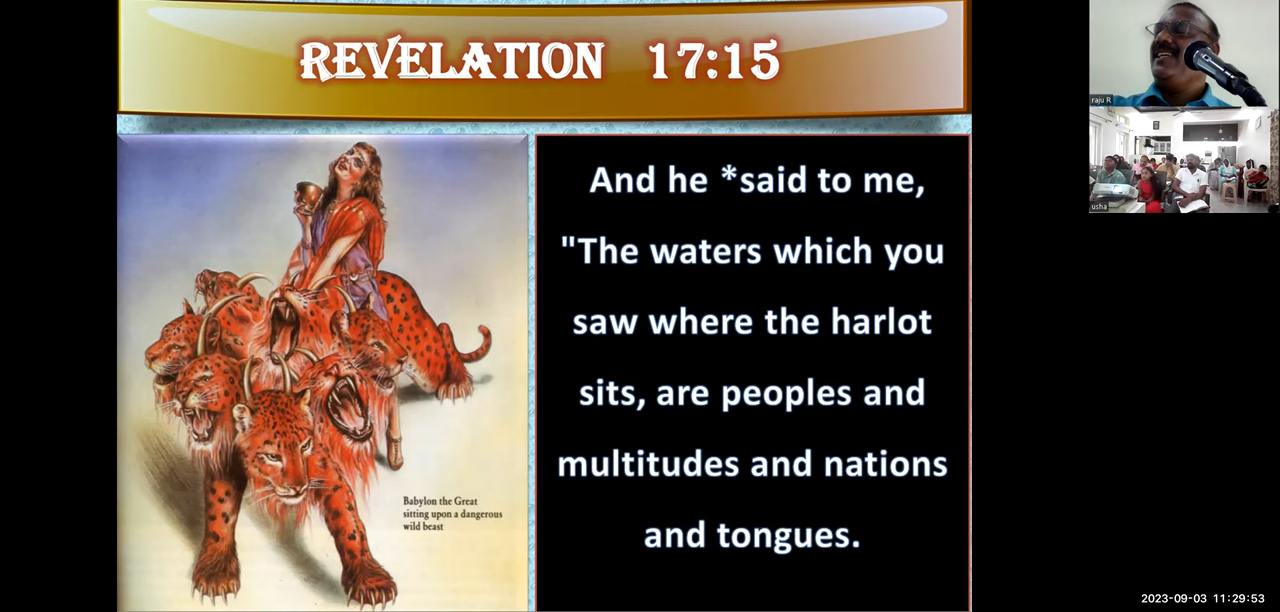 REVELATION 17:15
And he *said to me,
"The waters which you
saw where the harlot
sits, are peoples and
multitudes and nations
and tongues.
Babylon the Great
sitting upon a dangerous
wild beast
raju R
usha
2023-09-03 11:29:53